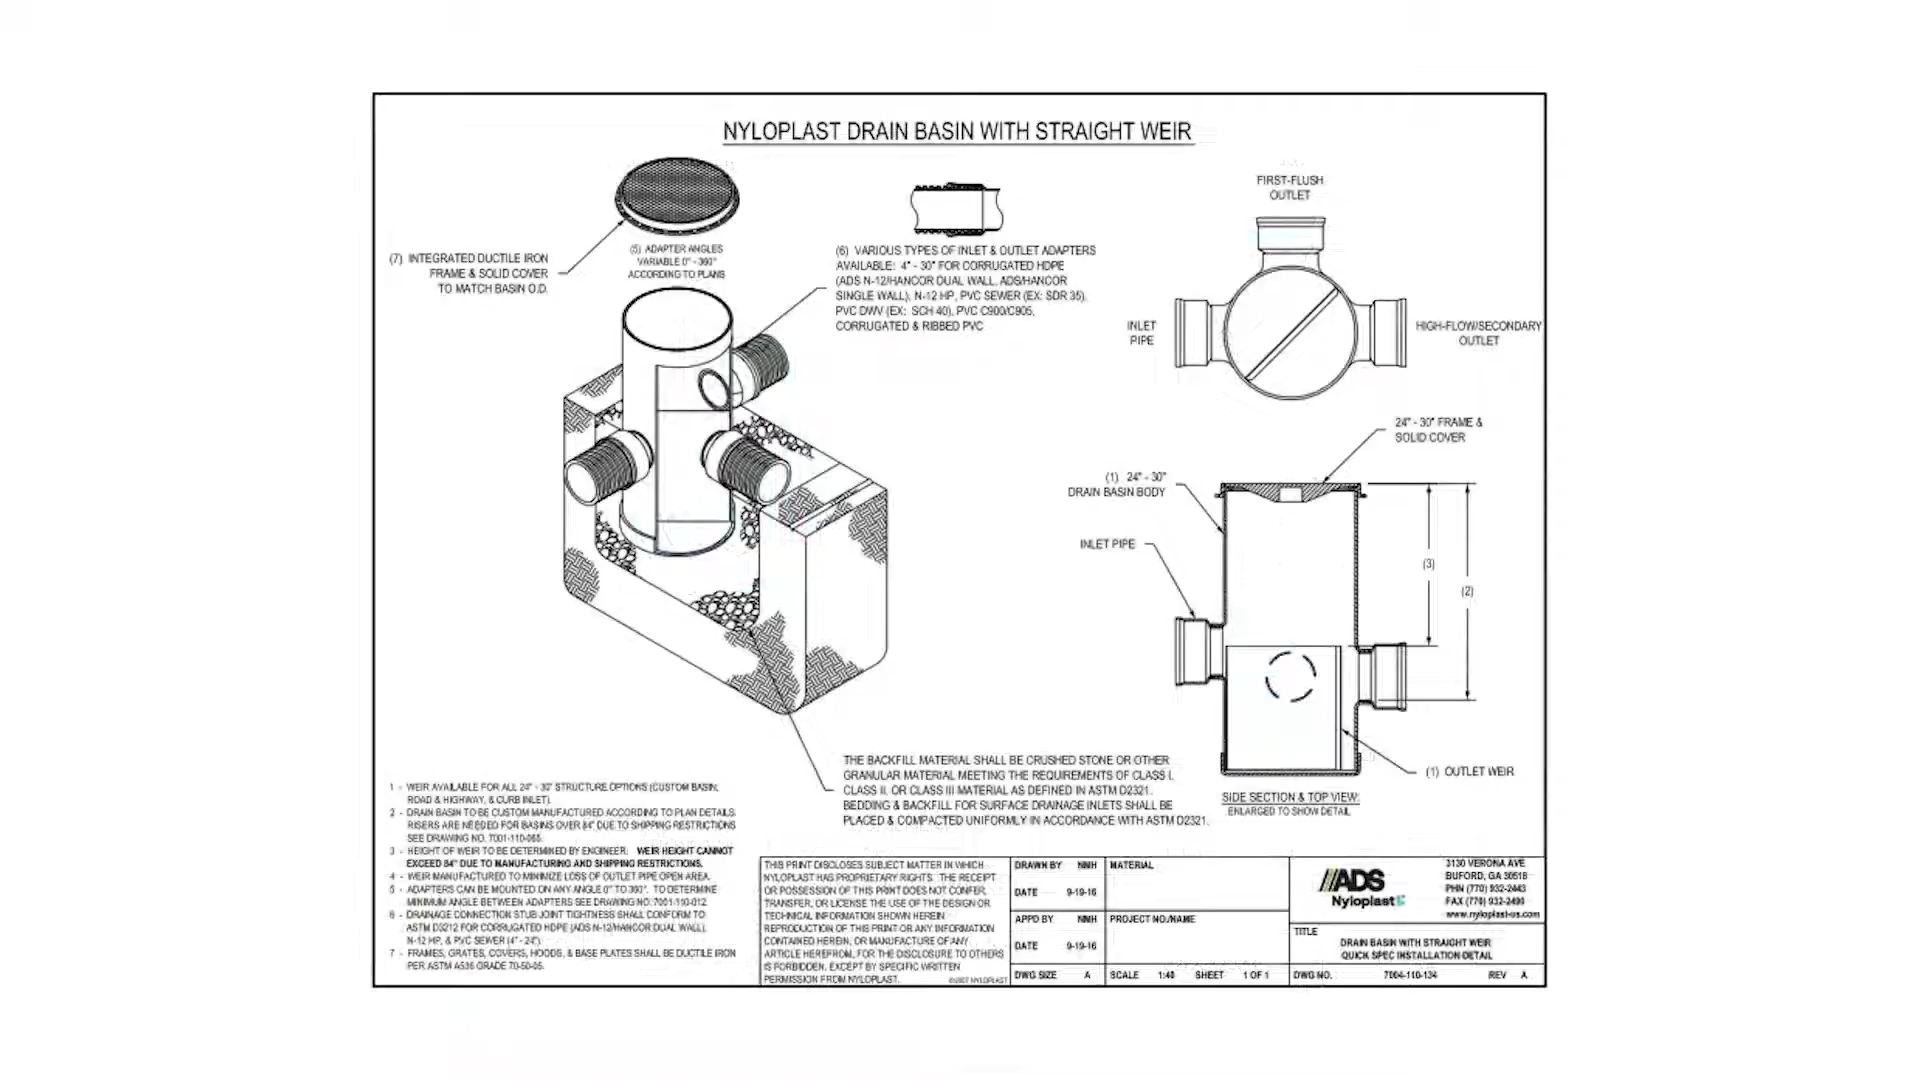 NYLOPLAST DRAIN BASIN WITH STRAIGHT WEIR
(7) INTEGRATED DUCTILE IRON
FRAME & SOLID COVER
TO MATCH BASIN O.D.
(5) ADAPTER ANGLES
VARIABLE 0° - 360°
ACCORDING TO PLANS
(6) VARIOUS TYPES OF INLET & OUTLET ADAPTERS
AVAILABLE: 4" - 30" FOR CORRUGATED HDPE
(ADS N-12/HANCOR DUAL WALL, ADS/HANCOR
SINGLE WALL), N-12 HP, PVC SEWER (EX: SDR 35),
PVC DWV (EX: SCH 40), PVC C900/C905,
CORRUGATED & RIBBED PVC
FIRST-FLUSH
OUTLET
INLET
PIPE
HIGH-FLOW/SECONDARY
OUTLET
24" - 30" FRAME &
SOLID COVER
(1) 24" - 30"
DRAIN BASIN BODY
INLET PIPE
(3)
(2)
(1) OUTLET WEIR
SIDE SECTION & TOP VIEW:
ENLARGED TO SHOW DETAIL
THE BACKFILL MATERIAL SHALL BE CRUSHED STONE OR OTHER
GRANULAR MATERIAL MEETING THE REQUIREMENTS OF CLASS I,
CLASS II, OR CLASS III MATERIAL AS DEFINED IN ASTM D2321.
BEDDING & BACKFILL FOR SURFACE DRAINAGE INLETS SHALL BE
PLACED & COMPACTED UNIFORMLY IN ACCORDANCE WITH ASTM D2321.
1 - WEIR AVAILABLE FOR ALL 24" - 30" STRUCTURE OPTIONS (CUSTOM BASIN,
ROAD & HIGHWAY, & CURB INLET).
2 - DRAIN BASIN TO BE CUSTOM MANUFACTURED ACCORDING TO PLAN DETAILS.
RISERS ARE NEEDED FOR BASINS OVER 84" DUE TO SHIPPING RESTRICTIONS
SEE DRAWING NO. 7001-110-065.
3 - HEIGHT OF WEIR TO BE DETERMINED BY ENGINEER. WEIR HEIGHT CANNOT
EXCEED 84" DUE TO MANUFACTURING AND SHIPPING RESTRICTIONS.
4 - WEIR MANUFACTURED TO MINIMIZE LOSS OF OUTLET PIPE OPEN AREA.
5 - ADAPTERS CAN BE MOUNTED ON ANY ANGLE 0° TO 360°. TO DETERMINE
MINIMUM ANGLE BETWEEN ADAPTERS SEE DRAWING NO. 7001-110-012.
6 - DRAINAGE CONNECTION STUB JOINT TIGHTNESS SHALL CONFORM TO
ASTM D3212 FOR CORRUGATED HDPE (ADS N-12/HANCOR DUAL WALL),
N-12 HP, & PVC SEWER (4" - 24").
7 - FRAMES, GRATES, COVERS, HOODS, & BASE PLATES SHALL BE DUCTILE IRON
PER ASTM A536 GRADE 70-50-05.
THIS PRINT DISCLOSES SUBJECT MATTER IN WHICH
NYLOPLAST HAS PROPRIETARY RIGHTS. THE RECEIPT
OR POSSESSION OF THIS PRINT DOES NOT CONFER,
TRANSFER, OR LICENSE THE USE OF THE DESIGN OR
TECHNICAL INFORMATION SHOWN HEREIN
REPRODUCTION OF THIS PRINT OR ANY INFORMATION
CONTAINED HEREIN, OR MANUFACTURE OF ANY
ARTICLE HEREFROM, FOR THE DISCLOSURE TO OTHERS
IS FORBIDDEN, EXCEPT BY SPECIFIC WRITTEN
PERMISSION FROM NYLOPLAST.
©2007 NYLOPLAST
DRAWN BY NMH
DATE 9-19-16
APPD BY NMH
DATE 9-19-16
DWG SIZE A
MATERIAL
PROJECT NO./NAME
SCALE 1:40 SHEET 1 OF 1
ADS
Nyloplast
3130 VERONA AVE
BUFORD, GA 30518
PHN (770) 932-2443
FAX (770) 932-2490
www.nyloplast-us.com
TITLE
DRAIN BASIN WITH STRAIGHT WEIR
QUICK SPEC INSTALLATION DETAIL
DWG NO. 7004-110-134 REV A